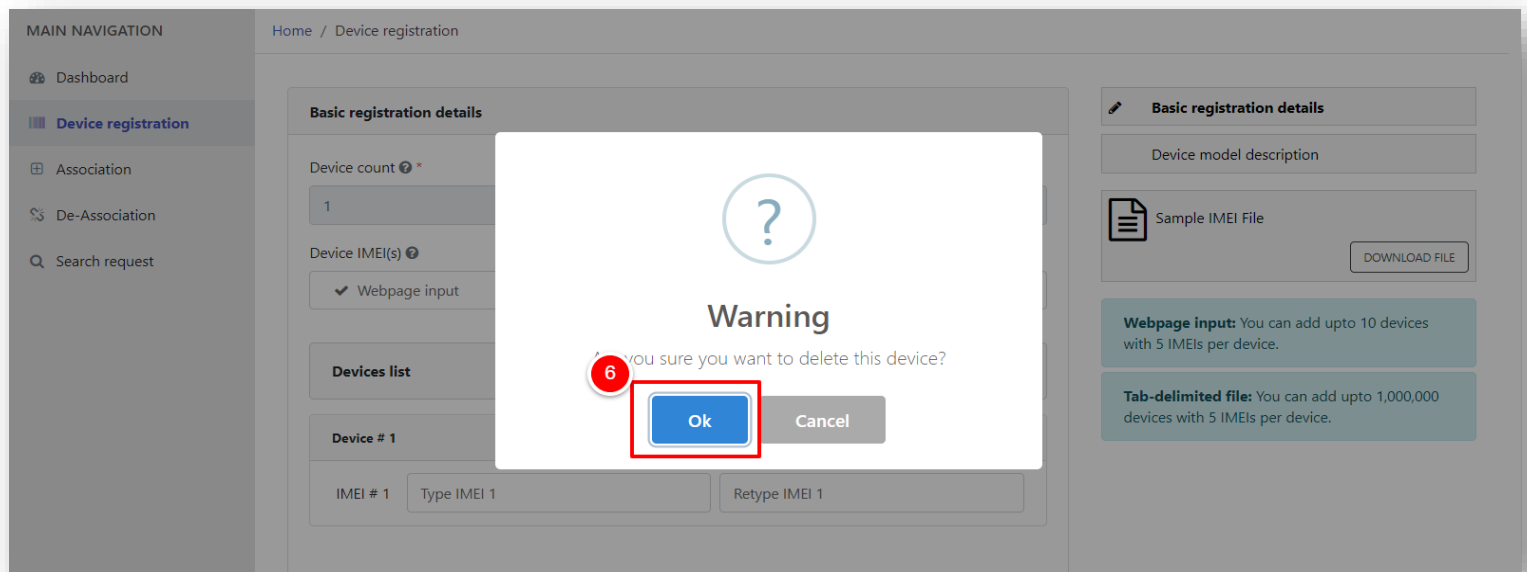 MAIN NAVIGATION
Dashboard
Device registration
Association
De-Association
Search request
Home / Device registration
Basic registration details
Device count *
1
Device IMEI(s)
Webpage input
Devices list
Device # 1
IMEI # 1
Type IMEI 1
Retype IMEI 1
?
Warning
you sure you want to delete this device?
6
Ok
Cancel
Basic registration details
Device model description
Sample IMEI File
DOWNLOAD FILE
Webpage input: You can add upto 10 devices
with 5 IMEIs per device.
Tab-delimited file: You can add upto 1,000,000
devices with 5 IMEIs per device.